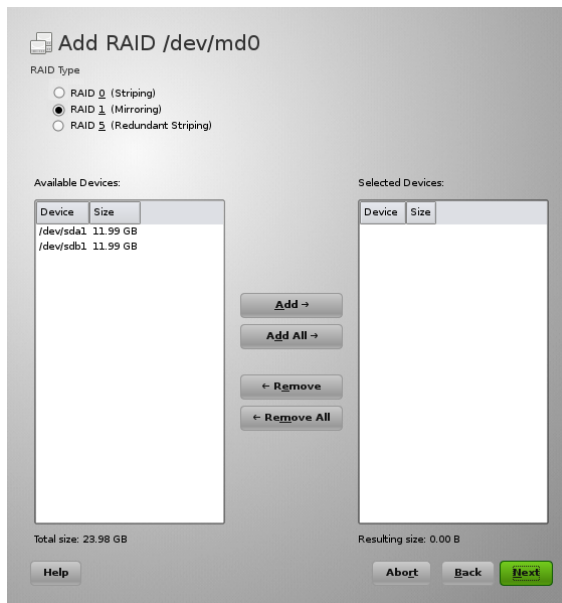 Add RAID /dev/md0
RAID Type
RAID 0 (Striping)
RAID 1 (Mirroring)
RAID 5 (Redundant Striping)
Available Devices:
Device Size
/dev/sda1 11.99 GB
/dev/sdb1 11.99 GB
Total size: 23.98 GB
Add →
Add All →
← Remove
← Remove All
Selected Devices:
Device Size
Resulting size: 0.00 B
Help
Abort
Back
Next